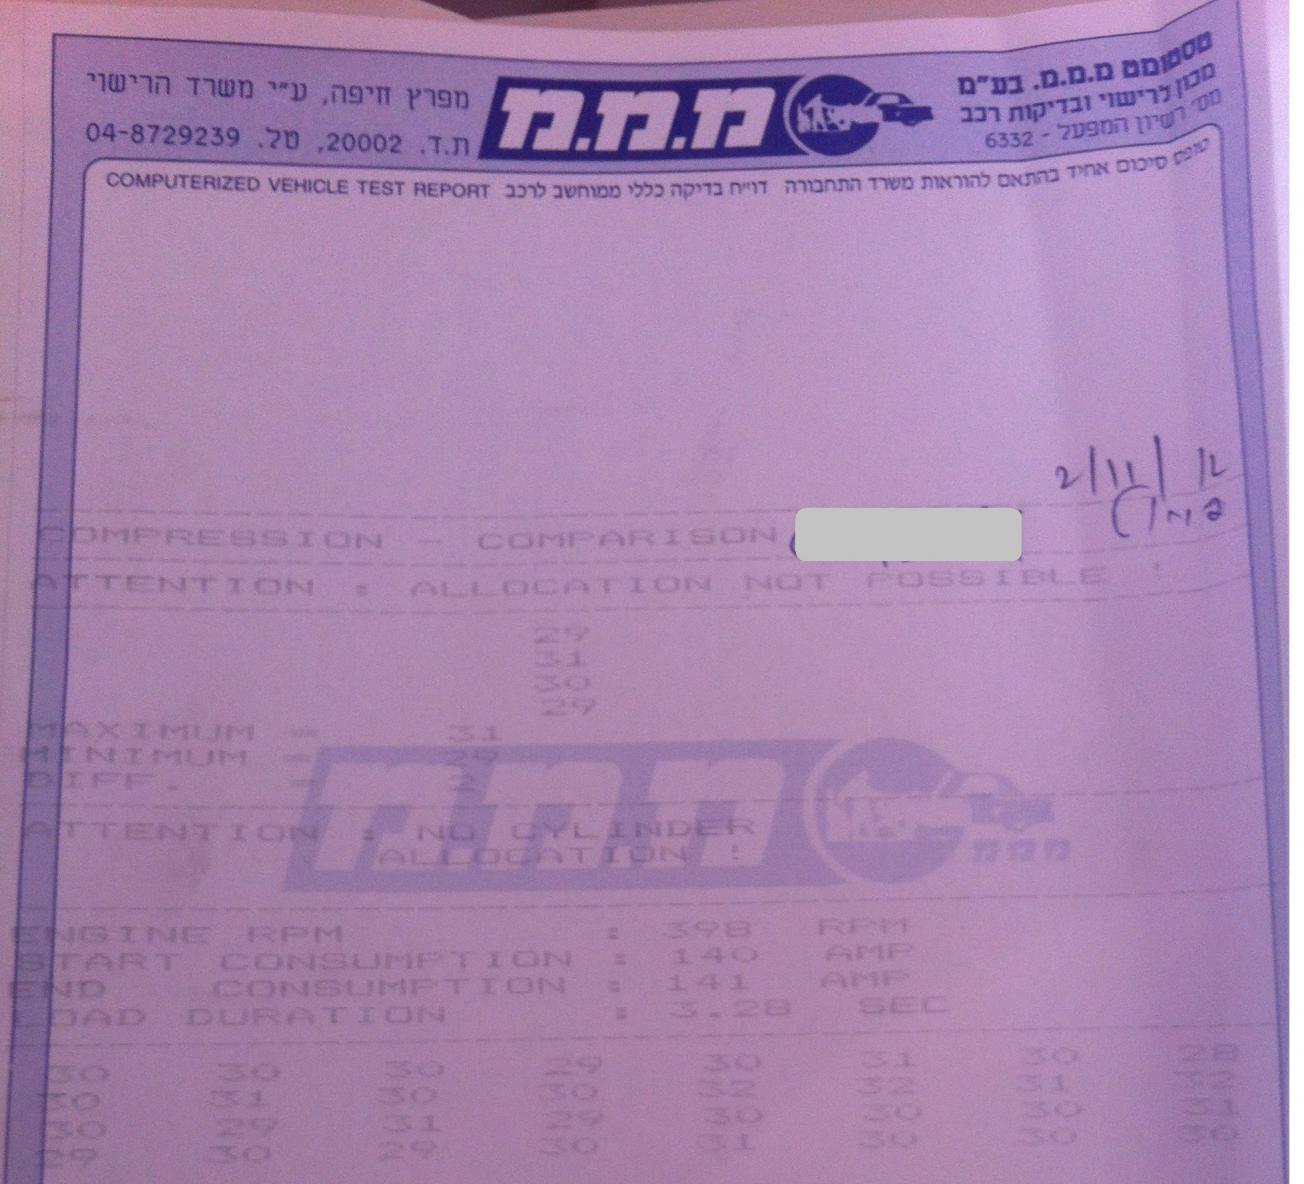 מוסמוטס מ.מ.מ. בע״מ
מכון לרישוי ובדיקות רכב
מס׳ רשיון המפעל - 6332
מ.מ.מ
מפרץ חיפה, ע״י משרד הרישוי
ת.ד. 20002, טל. 04-8729239
טופס סיכום אחיד בהתאם להוראות משרד התחבורה דו״ח בדיקה כללי ממוחשב לרכב COMPUTERIZED VEHICLE TEST REPORT
2/11/12
COMPRESSION - COMPARISON
ATTENTION : ALLOCATION NOT POSSIBLE !
29
31
30
29
MAXIMUM = 31
MINIMUM = 29
DIFF. = 2
מ.מ.מ
ממממ
ATTENTION : NO CYLINDER
ALLOCATION !
ENGINE RPM : 398 RPM
START CONSUMPTION : 140 AMP
END CONSUMPTION : 141 AMP
LOAD DURATION : 3.28 SEC
30 30 30 29 30 31 30 28
30 31 30 30 32 32 31 32
30 29 31 29 30 30 30 31
29 30 29 30 31 30 30 30